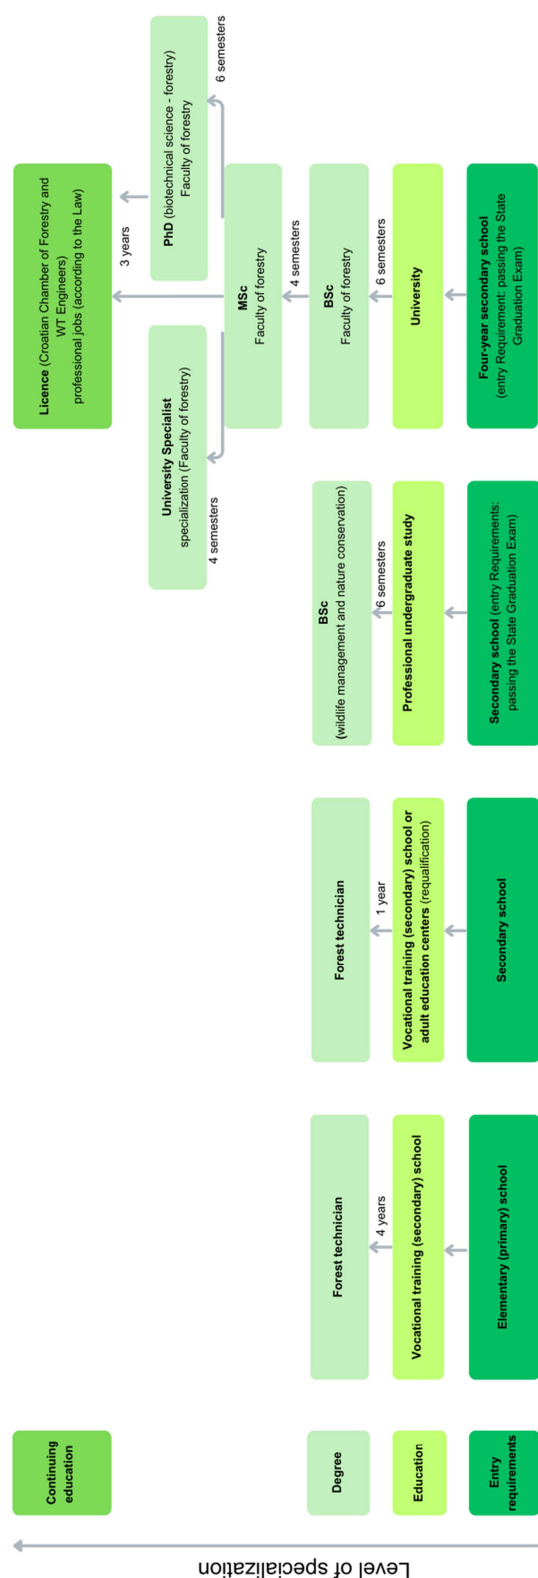 Level of specialization
Continuing
education
Degree
Education
Entry
requirements
Forest technician
4 years
Vocational training (secondary) school
Elementary (primary) school
Forest technician
1 year
Vocational training (secondary) school or
adult education centers (requalification)
Secondary school
BSc
(wildlife management and nature conservation)
6 semesters
Professional undergraduate study
Secondary school (entry Requirements:
passing the State Graduation Exam)
Licence (Croatian Chamber of Forestry and
WT Engineers)
professional jobs (according to the Law)
3 years
University Specialist
specialization (Faculty of forestry)
4 semesters
PhD (biotechnical science - forestry)
Faculty of forestry
6 semesters
MSc
Faculty of forestry
4 semesters
BSc
Faculty of forestry
6 semesters
University
Four-year secondary school
(entry Requirement: passing the State
Graduation Exam)